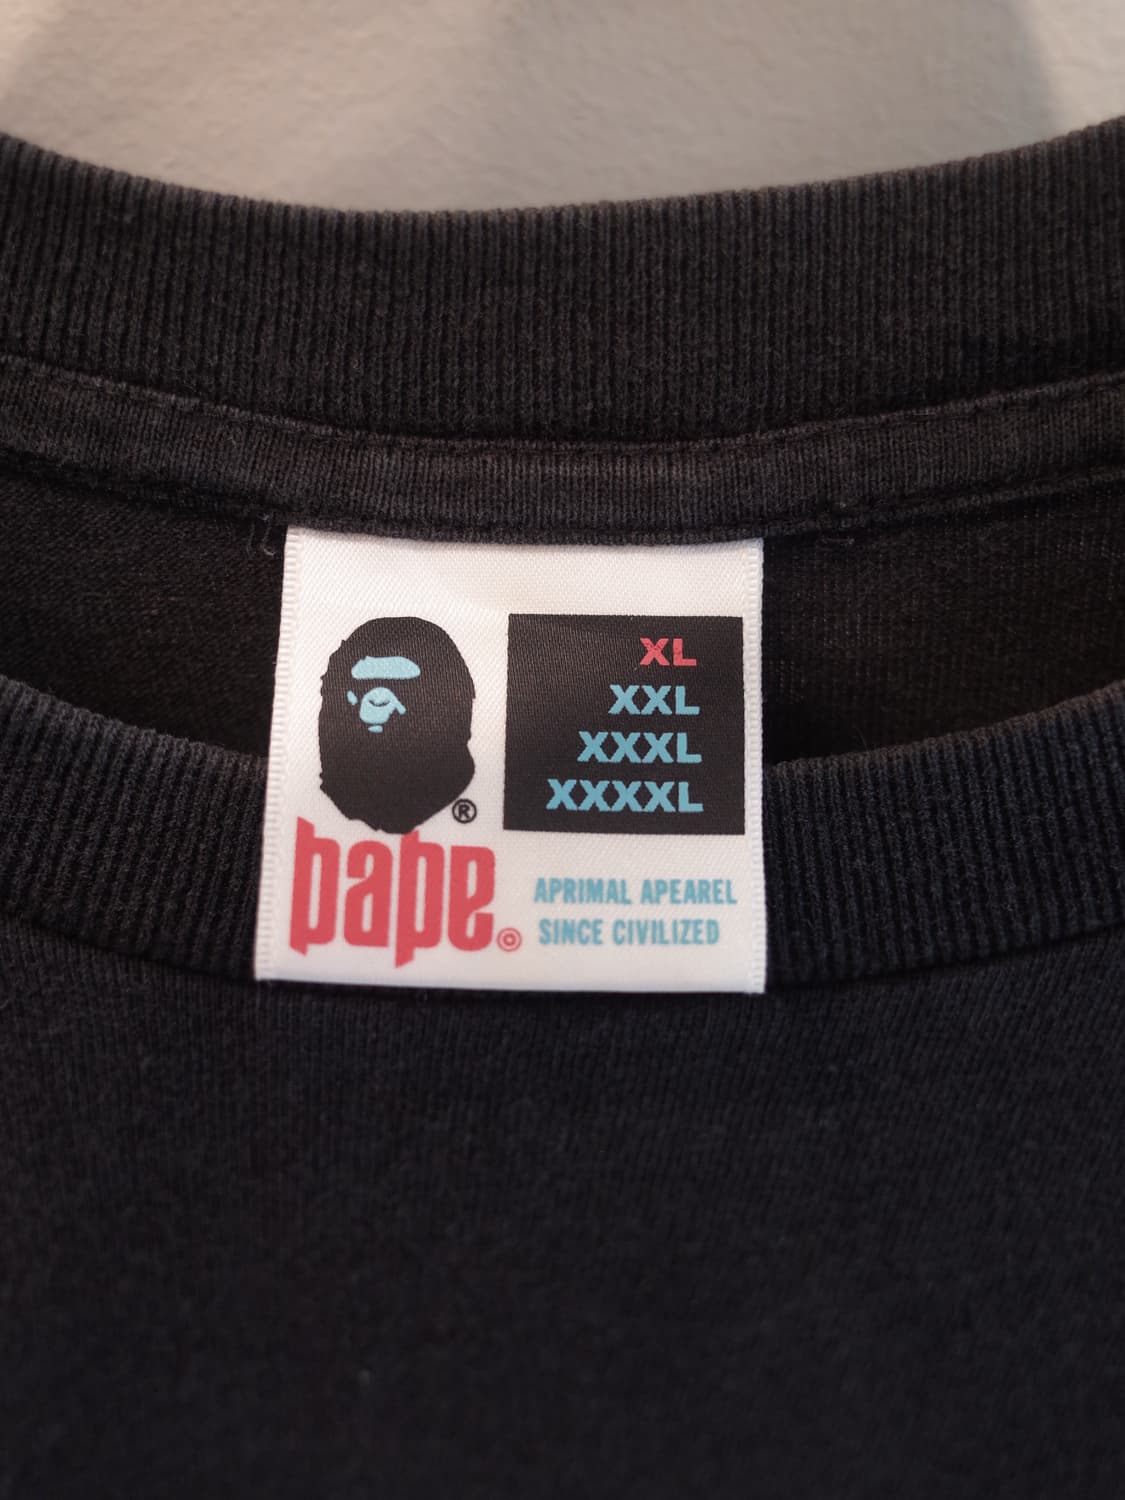 XL
XXL
XXXL
XXXXL
®
bape©
APRIMAL APEAREL
SINCE CIVILIZED